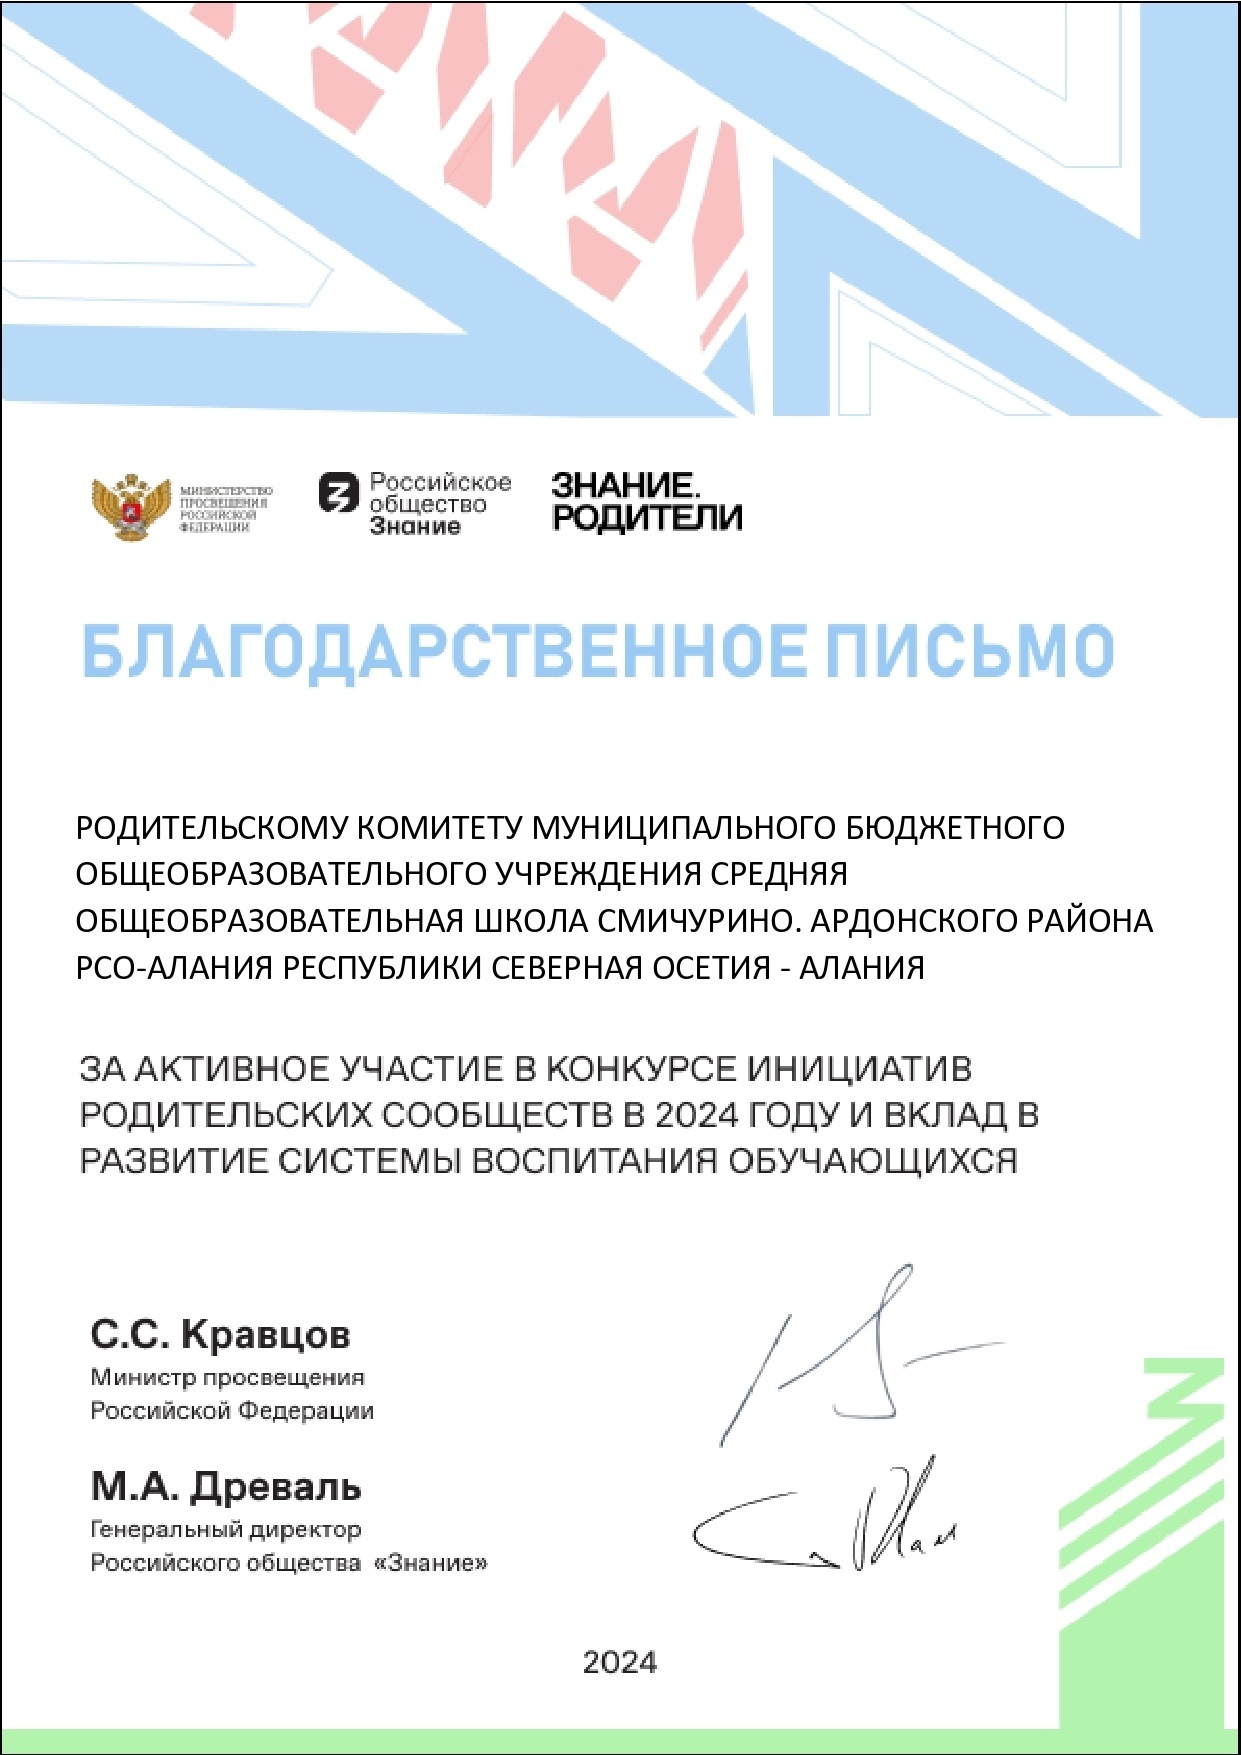 МИНИСТЕРСТВО
ПРОСВЕЩЕНИЯ
РОССИЙСКОЙ
ФЕДЕРАЦИИ
Российское
общество
Знание
ЗНАНИЕ.
РОДИТЕЛИ
БЛАГОДАРСТВЕННОЕ ПИСЬМО
РОДИТЕЛЬСКОМУ КОМИТЕТУ МУНИЦИПАЛЬНОГО БЮДЖЕТНОГО
ОБЩЕОБРАЗОВАТЕЛЬНОГО УЧРЕЖДЕНИЯ СРЕДНЯЯ
ОБЩЕОБРАЗОВАТЕЛЬНАЯ ШКОЛА СМИЧУРИНО. АРДОНСКОГО РАЙОНА
РСО-АЛАНИЯ РЕСПУБЛИКИ СЕВЕРНАЯ ОСЕТИЯ - АЛАНИЯ
ЗА АКТИВНОЕ УЧАСТИЕ В КОНКУРСЕ ИНИЦИАТИВ
РОДИТЕЛЬСКИХ СООБЩЕСТВ В 2024 ГОДУ И ВКЛАД В
РАЗВИТИЕ СИСТЕМЫ ВОСПИТАНИЯ ОБУЧАЮЩИХСЯ
С.С. Кравцов
Министр просвещения
Российской Федерации
М.А. Древаль
Генеральный директор
Российского общества «Знание»
2024